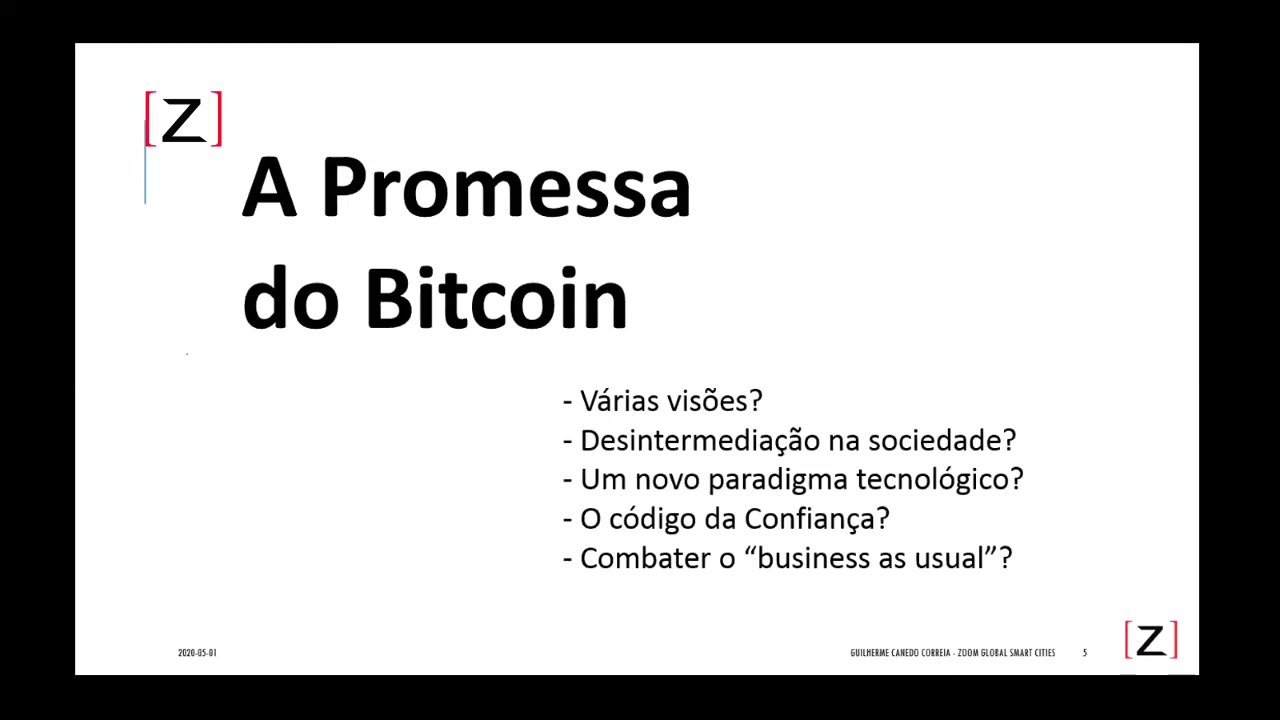 [Z]
A Promessa
do Bitcoin
- Várias visões?
- Desintermediação na sociedade?
- Um novo paradigma tecnológico?
- O código da Confiança?
- Combater o “business as usual”?
2020-05-01
GUILHERME CANEDO CORREIA - ZOOM GLOBAL SMART CITIES
5
[Z]